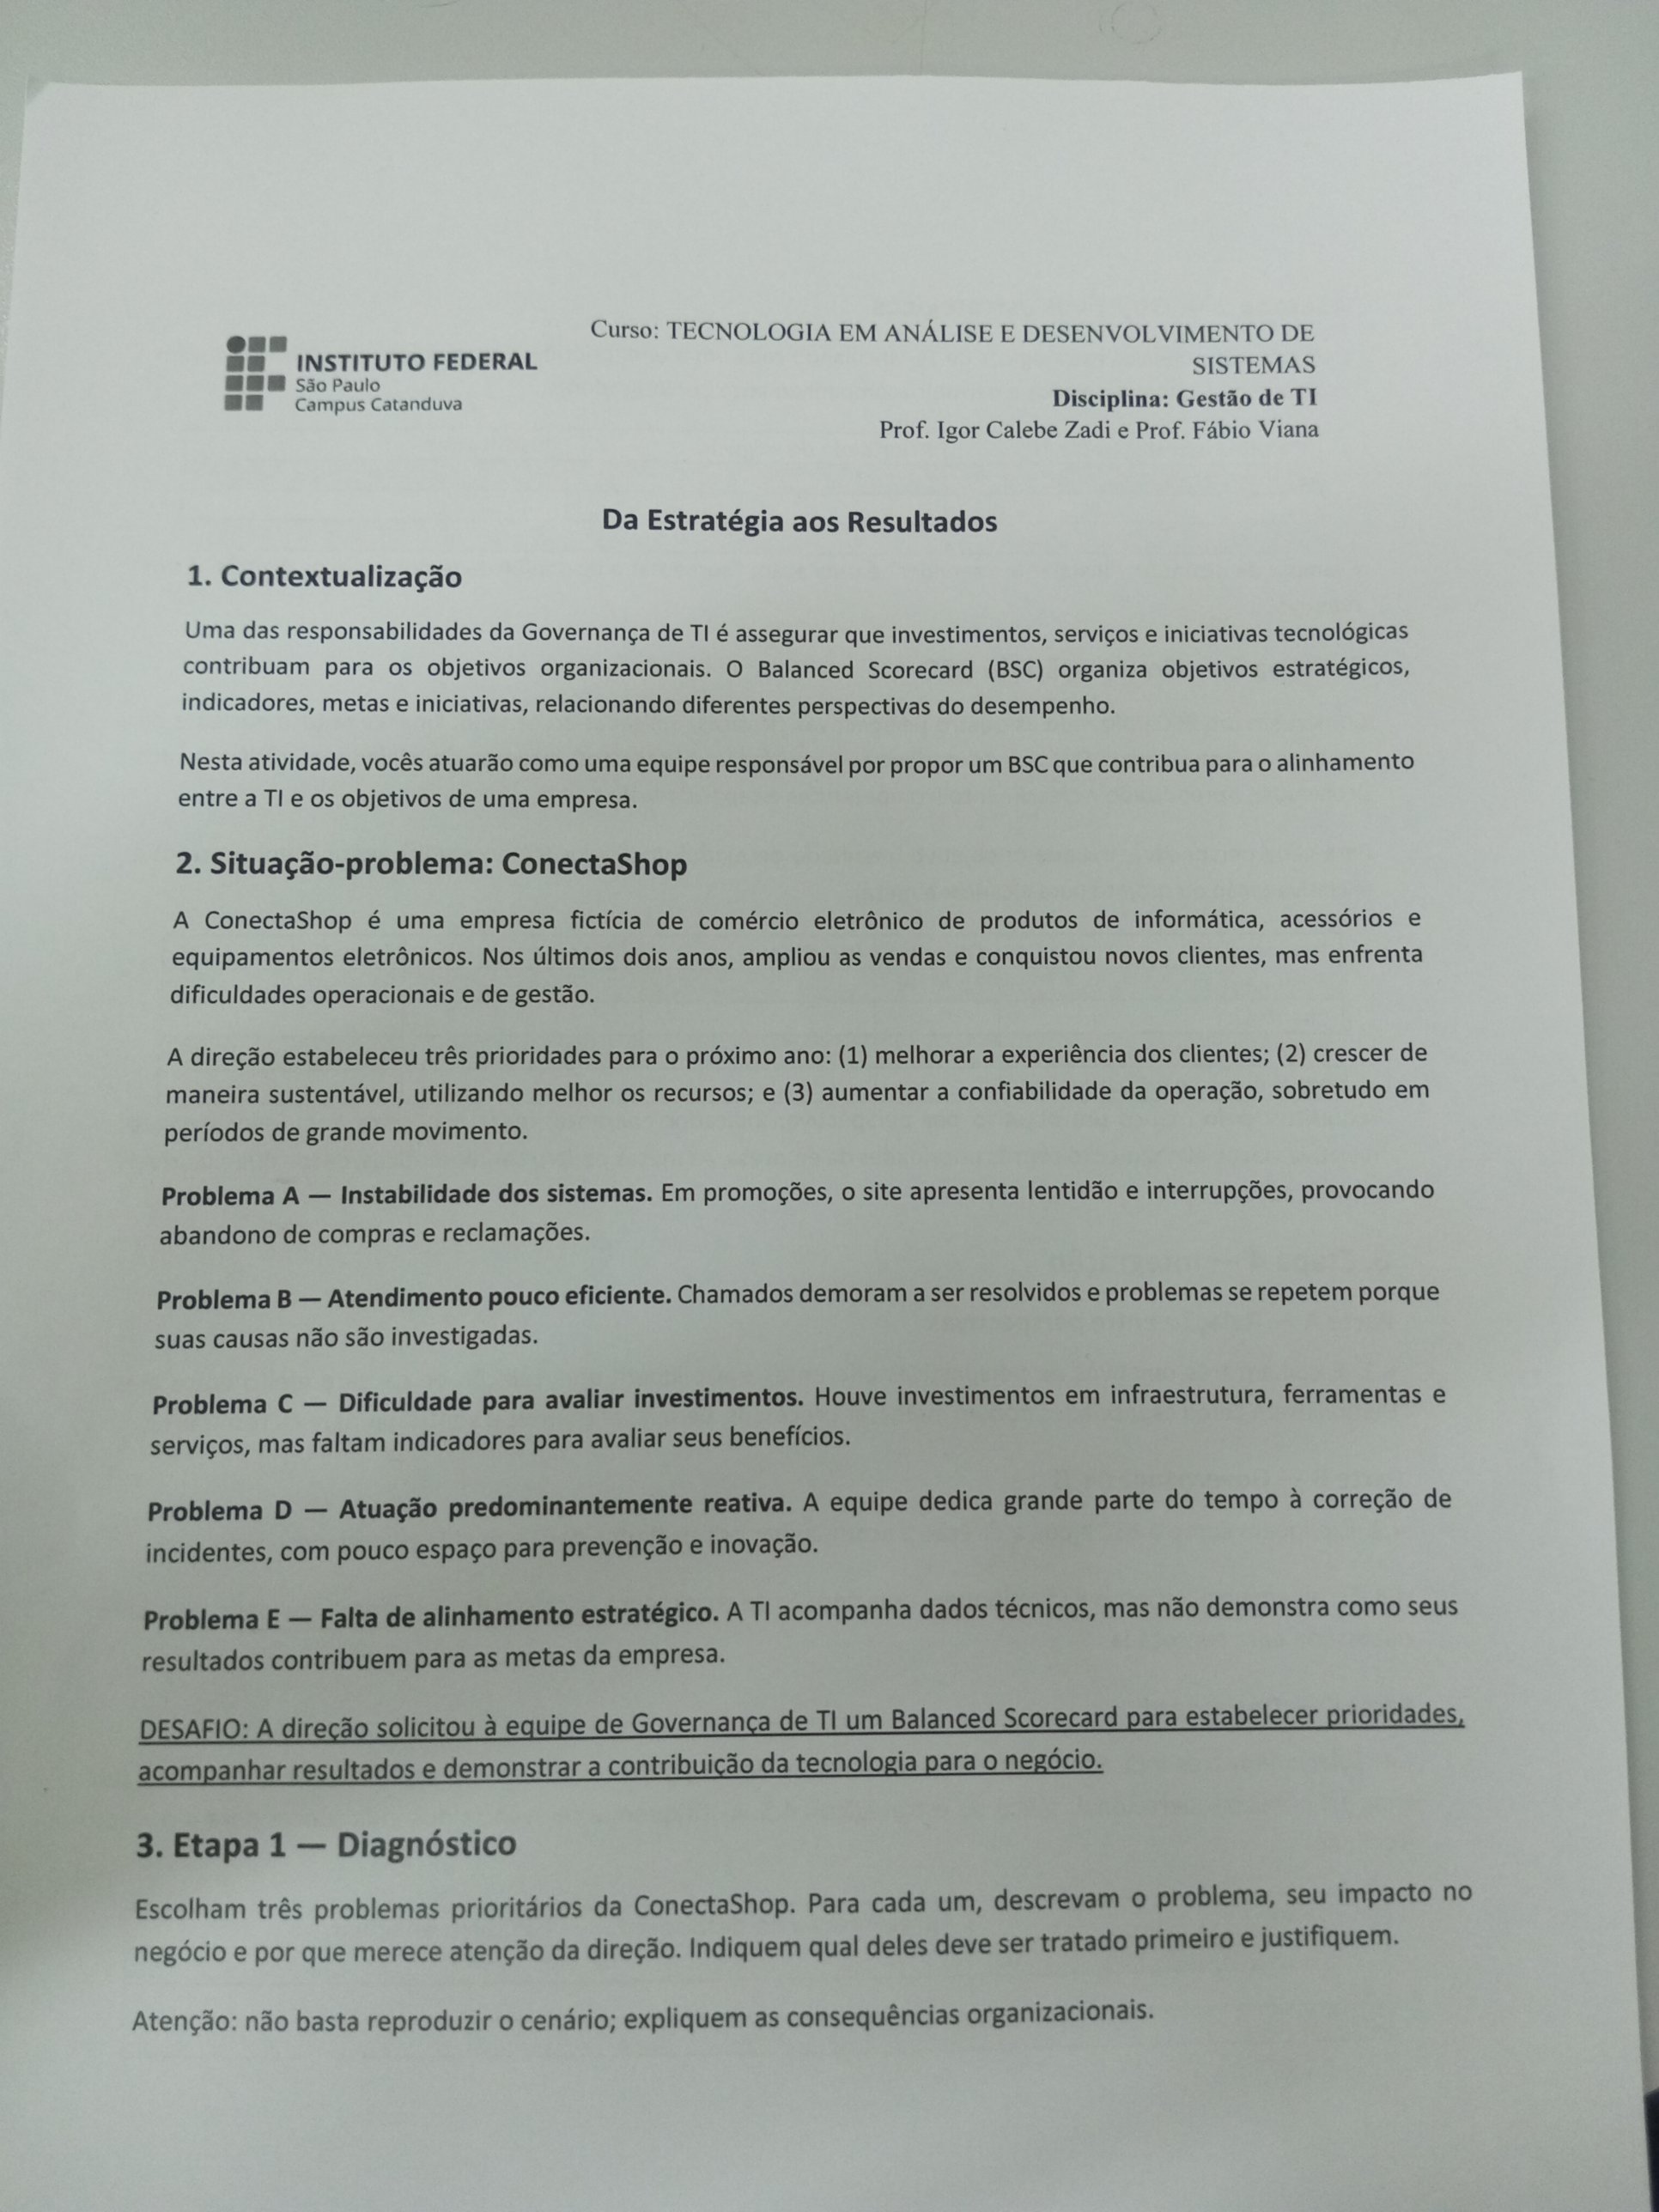 INSTITUTO FEDERAL
São Paulo
Campus Catanduva
Curso: TECNOLOGIA EM ANÁLISE E DESENVOLVIMENTO DE
SISTEMAS
Disciplina: Gestão de TI
Prof. Igor Calebe Zadi e Prof. Fábio Viana
Da Estratégia aos Resultados
1. Contextualização
Uma das responsabilidades da Governança de TI é assegurar que investimentos, serviços e iniciativas tecnológicas
contribuam para os objetivos organizacionais. O Balanced Scorecard (BSC) organiza objetivos estratégicos,
indicadores, metas e iniciativas, relacionando diferentes perspectivas do desempenho.
Nesta atividade, vocês atuarão como uma equipe responsável por propor um BSC que contribua para o alinhamento
entre a TI e os objetivos de uma empresa.
2. Situação-problema: ConectaShop
A ConectaShop é uma empresa fictícia de comércio eletrônico de produtos de informática, acessórios e
equipamentos eletrônicos. Nos últimos dois anos, ampliou as vendas e conquistou novos clientes, mas enfrenta
dificuldades operacionais e de gestão.
A direção estabeleceu três prioridades para o próximo ano: (1) melhorar a experiência dos clientes; (2) crescer de
maneira sustentável, utilizando melhor os recursos; e (3) aumentar a confiabilidade da operação, sobretudo em
períodos de grande movimento.
Problema A — Instabilidade dos sistemas. Em promoções, o site apresenta lentidão e interrupções, provocando
abandono de compras e reclamações.
Problema B — Atendimento pouco eficiente. Chamados demoram a ser resolvidos e problemas se repetem porque
suas causas não são investigadas.
Problema C — Dificuldade para avaliar investimentos. Houve investimentos em infraestrutura, ferramentas e
serviços, mas faltam indicadores para avaliar seus benefícios.
Problema D — Atuação predominantemente reativa. A equipe dedica grande parte do tempo à correção de
incidentes, com pouco espaço para prevenção e inovação.
Problema E — Falta de alinhamento estratégico. A TI acompanha dados técnicos, mas não demonstra como seus
resultados contribuem para as metas da empresa.
DESAFIO: A direção solicitou à equipe de Governança de TI um Balanced Scorecard para estabelecer prioridades,
acompanhar resultados e demonstrar a contribuição da tecnologia para o negócio.
3. Etapa 1 — Diagnóstico
Escolham três problemas prioritários da ConectaShop. Para cada um, descrevam o problema, seu impacto no
negócio e por que merece atenção da direção. Indiquem qual deles deve ser tratado primeiro e justifiquem.
Atenção: não basta reproduzir o cenário; expliquem as consequências organizacionais.